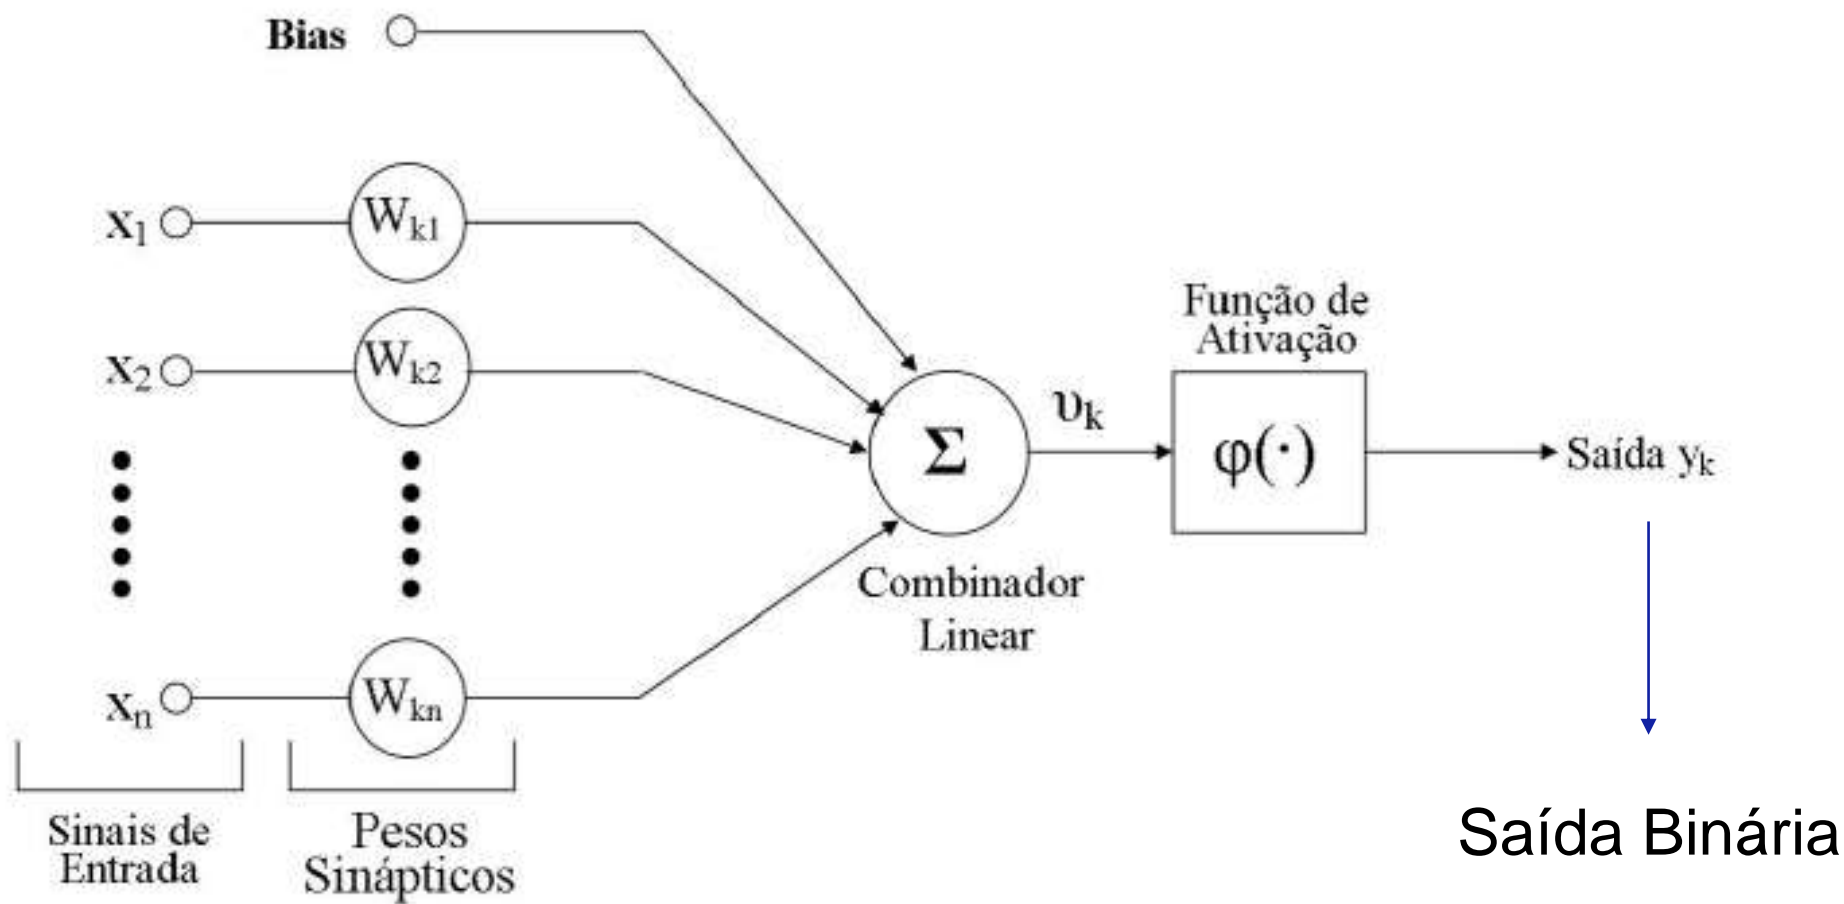 Bias
x₁
Wₖ₁
x₂
Wₖ₂
xₙ
Wₖₙ
Sinais de
Entrada
Pesos
Sinápticos
Σ
Combinador
Linear
υₖ
Função de
Ativação
φ(·)
Saída yₖ
Saída Binária